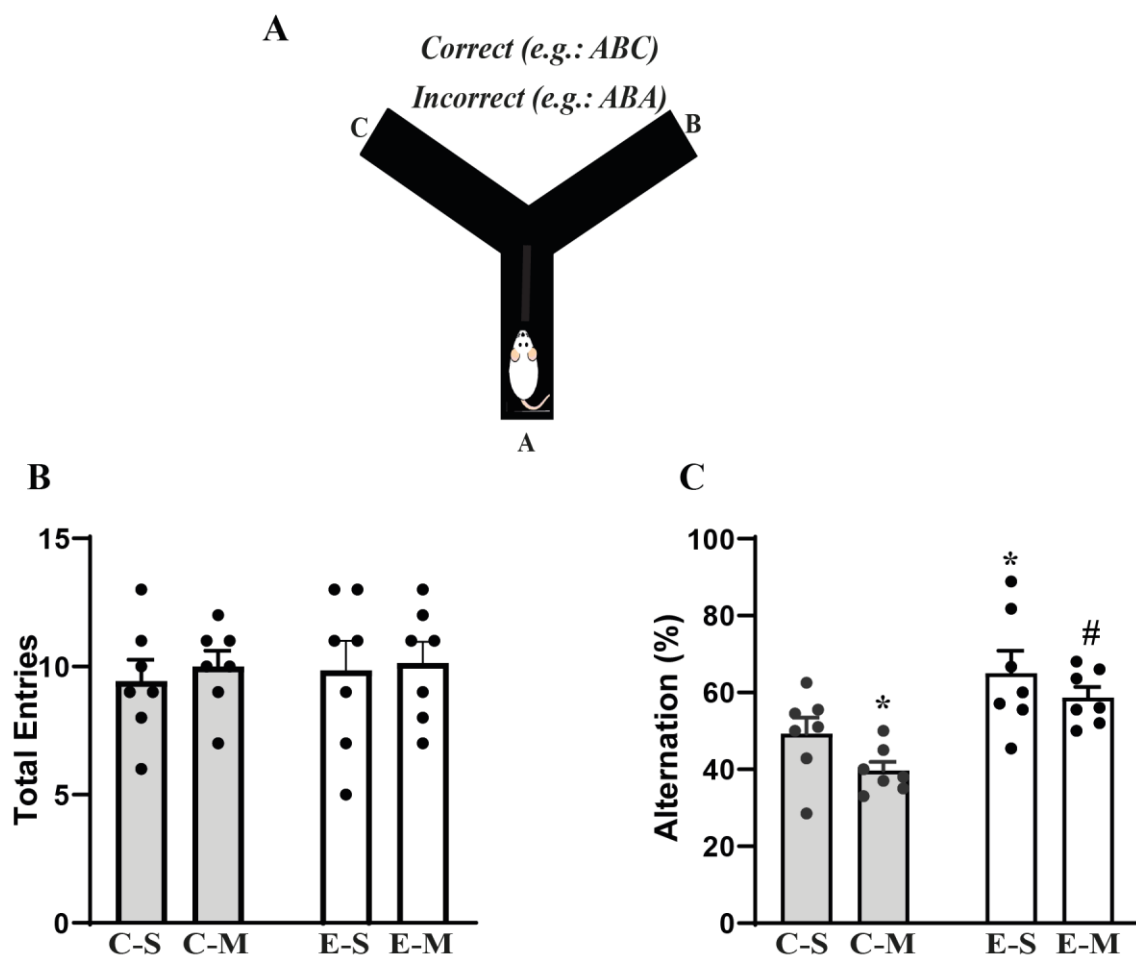 A
Correct (e.g.: ABC)
Incorrect (e.g.: ABA)
C
B
A
B
15
10
5
0
Total Entries
C-S C-M E-S E-M
C
100
80
60
40
20
0
Alternation (%)
*
*
#
C-S C-M E-S E-M